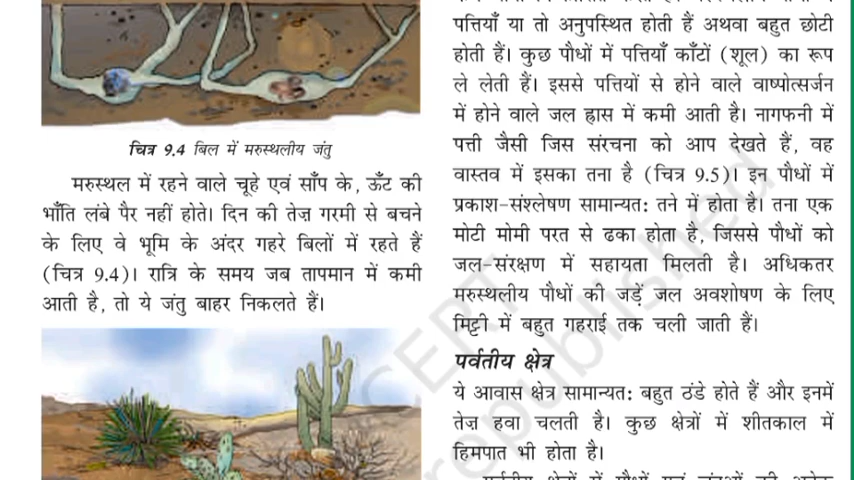 चित्र 9.4 बिल में मरुस्थलीय जंतु
मरुस्थल में रहने वाले चूहे एवं साँप के, ऊँट की
भाँति लंबे पैर नहीं होते। दिन की तेज़ गरमी से बचने
के लिए वे भूमि के अंदर गहरे बिलों में रहते हैं
(चित्र 9.4)। रात्रि के समय जब तापमान में कमी
आती है, तो ये जंतु बाहर निकलते हैं।
पत्तियाँ या तो अनुपस्थित होती हैं अथवा बहुत छोटी
होती हैं। कुछ पौधों में पत्तियाँ काँटों (शूल) का रूप
ले लेती हैं। इससे पत्तियों से होने वाले वाष्पोत्सर्जन
में होने वाले जल ह्रास में कमी आती है। नागफनी में
पत्ती जैसी जिस संरचना को आप देखते हैं, वह
वास्तव में इसका तना है (चित्र 9.5)। इन पौधों में
प्रकाश-संश्लेषण सामान्यत: तने में होता है। तना एक
मोटी मोमी परत से ढका होता है, जिससे पौधों को
जल-संरक्षण में सहायता मिलती है। अधिकतर
मरुस्थलीय पौधों की जड़ें जल अवशोषण के लिए
मिट्टी में बहुत गहराई तक चली जाती हैं।
पर्वतीय क्षेत्र
ये आवास क्षेत्र सामान्यत: बहुत ठंडे होते हैं और इनमें
तेज़ हवा चलती है। कुछ क्षेत्रों में शीतकाल में
हिमपात भी होता है।